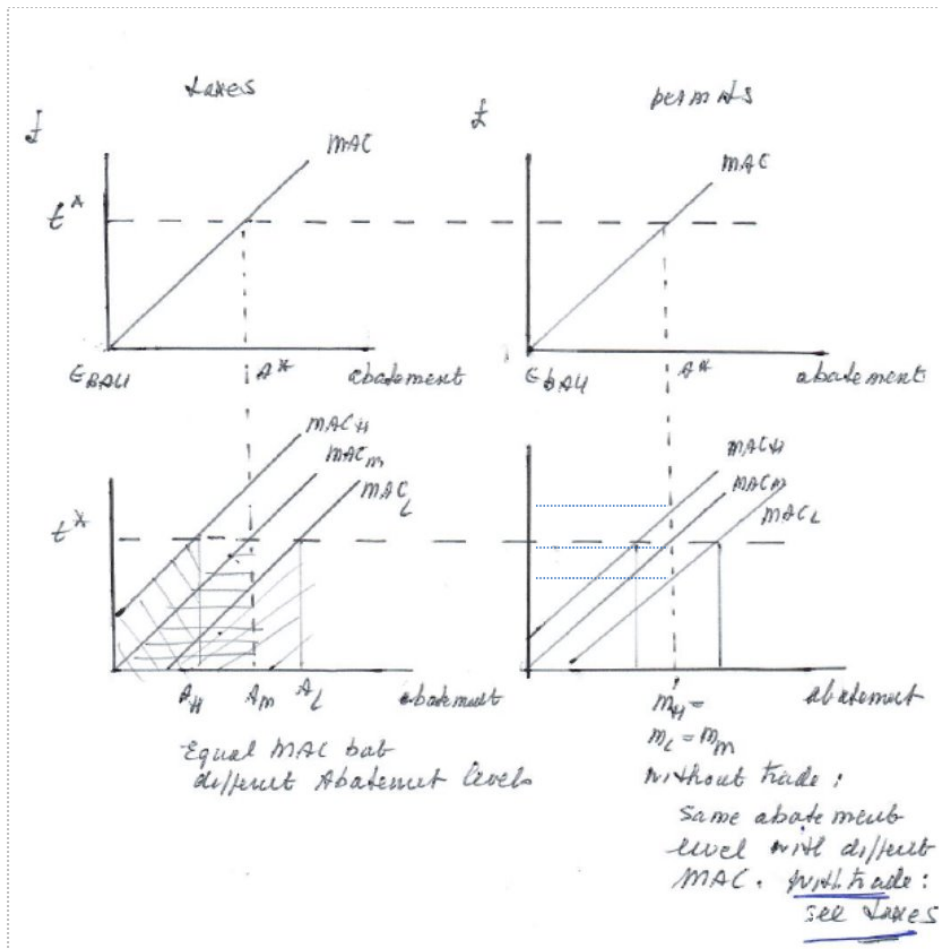 taxes
permits
£
£
MAC
MAC
t*
EBAU
A*
abatement
EBAU
A*
abatement
MACH
MACm
MACL
MACH
MACM
MACL
t*
AH
Am
AL
abatement
abatement
mH =
mL = mm
Equal MAC but
different Abatement levels
Without trade :
same abatement
level with different
MAC. With trade:
see taxes